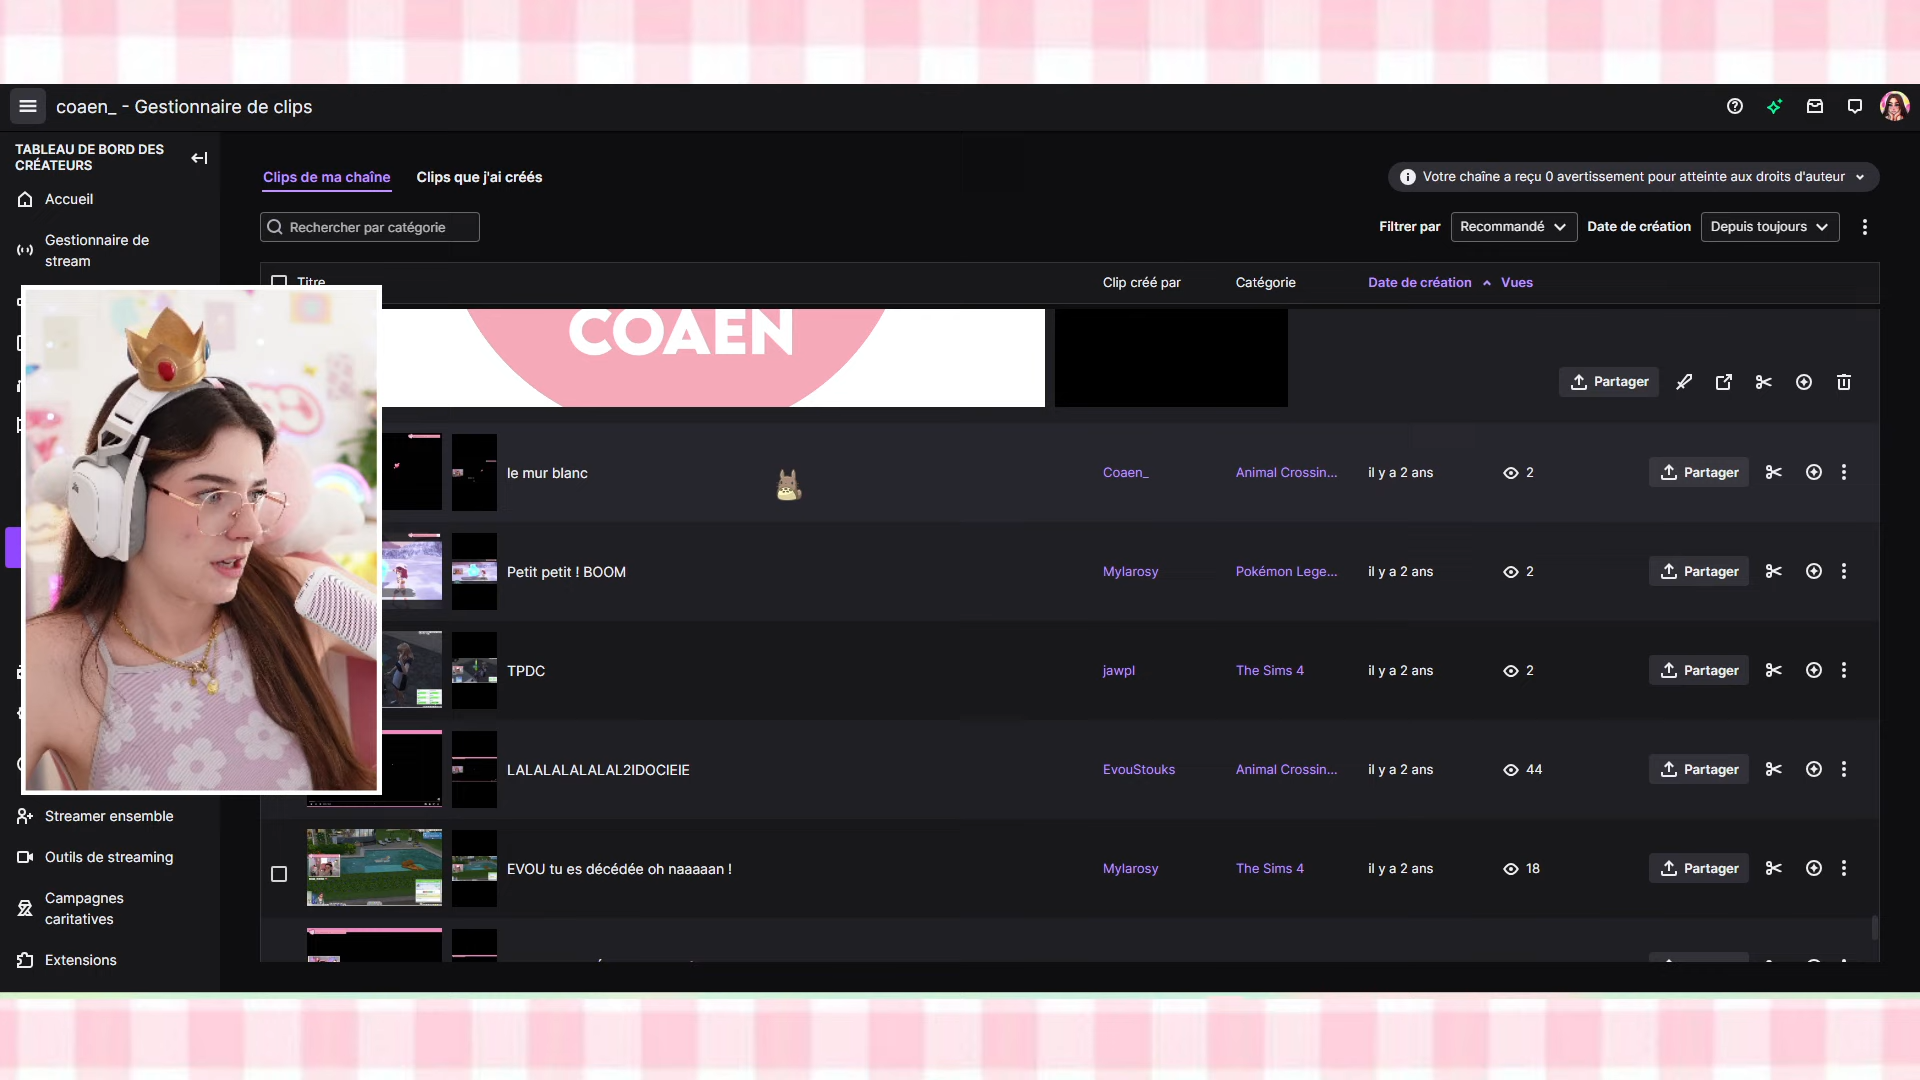 coaen_ - Gestionnaire de clips
TABLEAU DE BORD DES CRÉATEURS
Accueil
Gestionnaire de stream
Streamer ensemble
Outils de streaming
Campagnes caritatives
Extensions
Clips de ma chaîne
Clips que j'ai créés
Votre chaîne a reçu 0 avertissement pour atteinte aux droits d'auteur
Rechercher par catégorie
Filtrer par
Recommandé
Date de création
Depuis toujours
Titre
Clip créé par
Catégorie
Date de création
Vues
COAEN
Partager
le mur blanc
Coaen_
Animal Crossin...
il y a 2 ans
2
Partager
Petit petit ! BOOM
Mylarosy
Pokémon Lege...
il y a 2 ans
2
Partager
TPDC
jawpl
The Sims 4
il y a 2 ans
2
Partager
LALALALALALAL2IDOCIEIE
EvouStouks
Animal Crossin...
il y a 2 ans
44
Partager
EVOU tu es décédée oh naaaaan !
Mylarosy
The Sims 4
il y a 2 ans
18
Partager